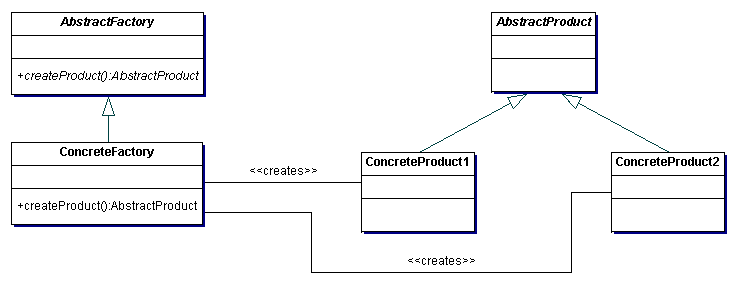 AbstractFactory
+createProduct():AbstractProduct
AbstractProduct
ConcreteFactory
+createProduct():AbstractProduct
<<creates>>
ConcreteProduct1
ConcreteProduct2
<<creates>>